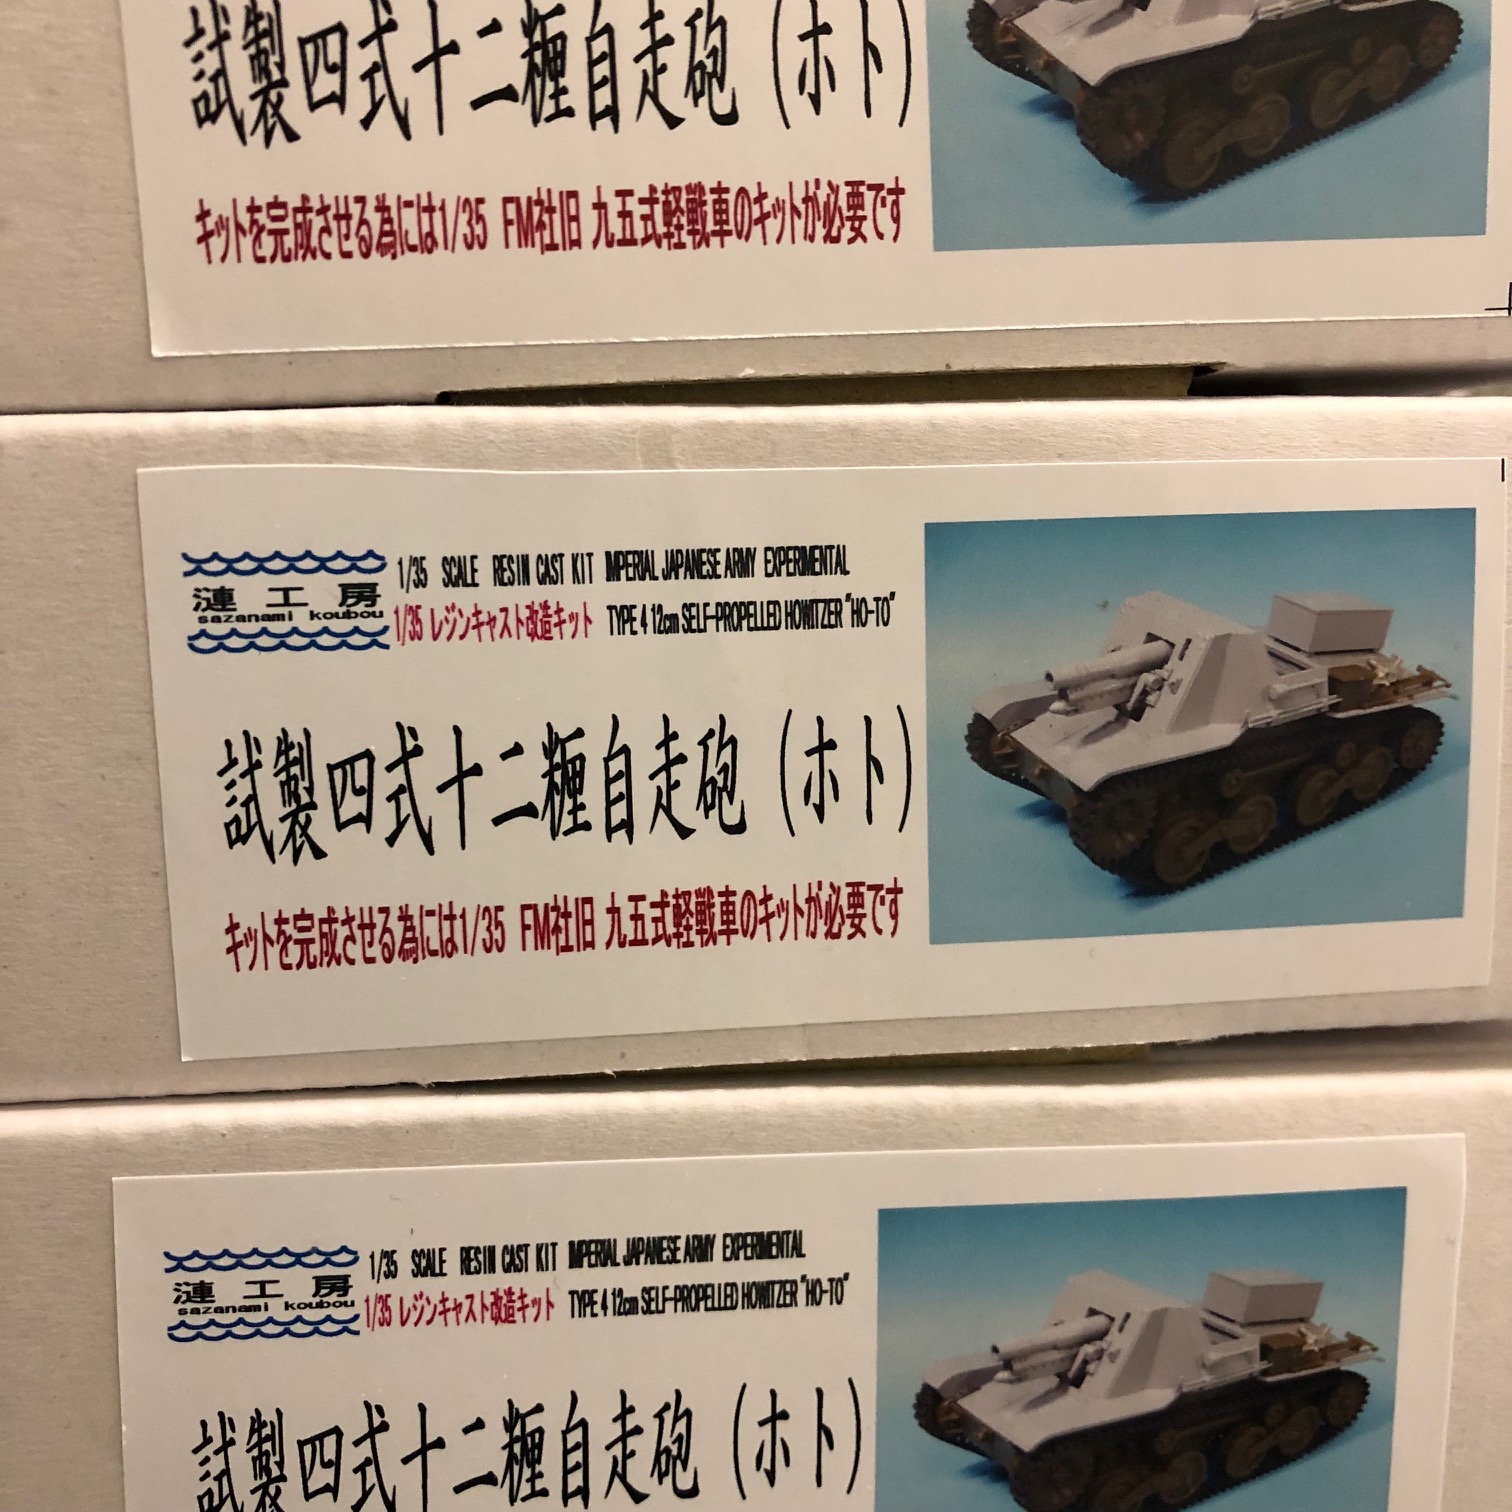 試製四式十二糎自走砲(ホト)
キットを完成させる為には1/35 FM社旧 九五式軽戦車のキットが必要です
漣工房
sazanami koubou
1/35 SCALE RESIN CAST KIT IMPERIAL JAPANESE ARMY EXPERIMENTAL
1/35 レジンキャスト改造キット TYPE 4 12cm SELF-PROPELLED HOWITZER "HO-TO"
試製四式十二糎自走砲(ホト)
キットを完成させる為には1/35 FM社旧 九五式軽戦車のキットが必要です
漣工房
sazanami koubou
1/35 SCALE RESIN CAST KIT IMPERIAL JAPANESE ARMY EXPERIMENTAL
1/35 レジンキャスト改造キット TYPE 4 12cm SELF-PROPELLED HOWITZER "HO-TO"
試製四式十二糎自走砲(ホト)